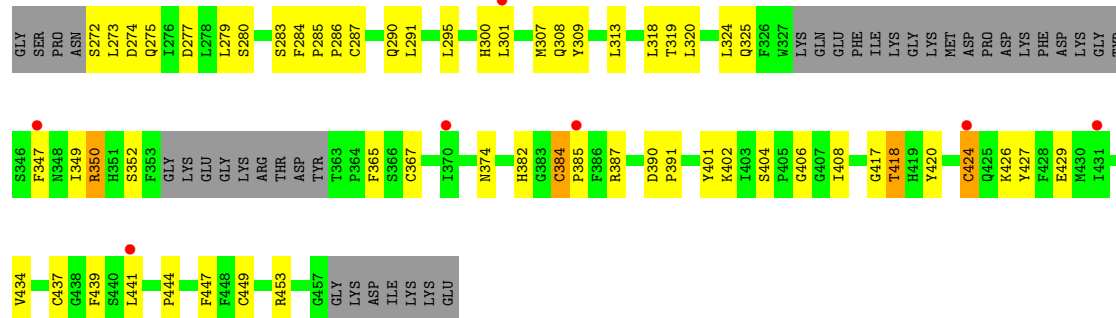 GLY SER PRO ASN S272 L273 D274 Q275 I276 D277 L278 L279 S280 S283 F284 P285 P286 C287 Q290 L291 L295 H300 L301 M307 Q308 Y309 L313 L318 T319 L320 L324 Q325 F326 W327 LYS GLN GLU PHE ILE LYS GLY LYS MET ASP PRO ASP LYS PHE ASP LYS GLY
S346 F347 N348 I349 R350 H351 S352 F353 GLY LYS GLU GLY LYS ARG THR ASP TYR T363 P364 F365 S366 C367 I370 N374 H382 G383 C384 P385 F386 R387 D390 P391 Y401 K402 I403 S404 P405 G406 G407 I408 G417 T418 H419 Y420 C424 Q425 K426 Y427 F428 E429 M430 I431
V434 C437 G438 F439 S440 L441 P444 F447 F448 C449 R453 G457 GLY LYS ASP ILE LYS LYS GLU